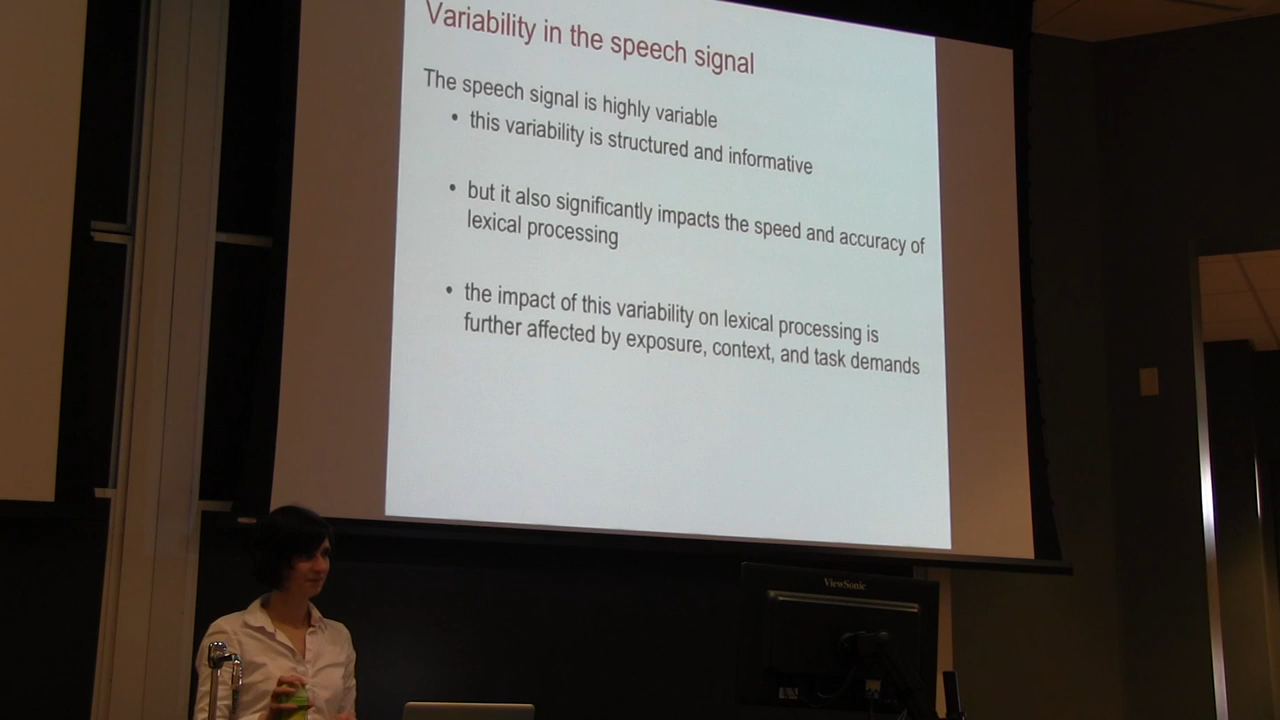 Variability in the speech signal
The speech signal is highly variable
• this variability is structured and informative
• but it also significantly impacts the speed and accuracy of
lexical processing
• the impact of this variability on lexical processing is
further affected by exposure, context, and task demands
ViewSonic